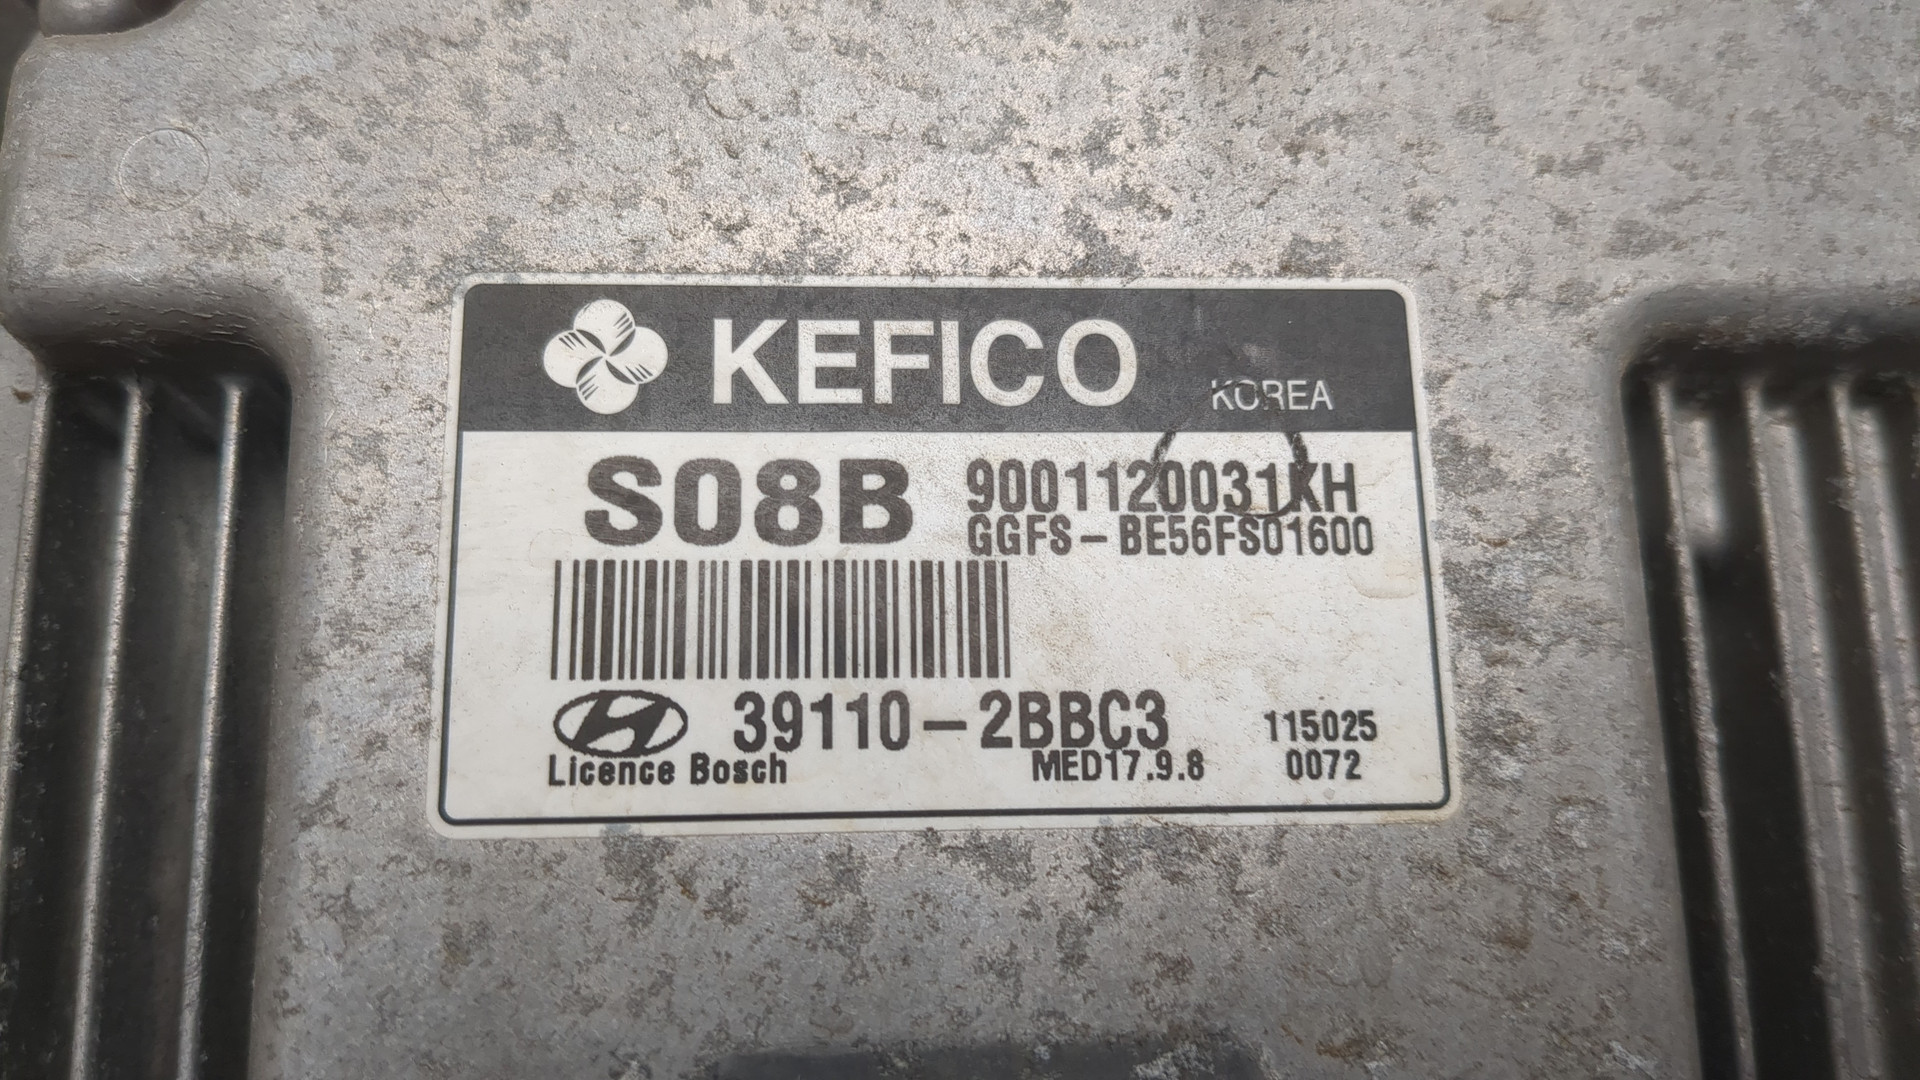 KEFICO KOREA
S08B 9001120031KH
GGFS-BE56FS01600
39110-2BBC3 115025
Licence Bosch MED17.9.8 0072